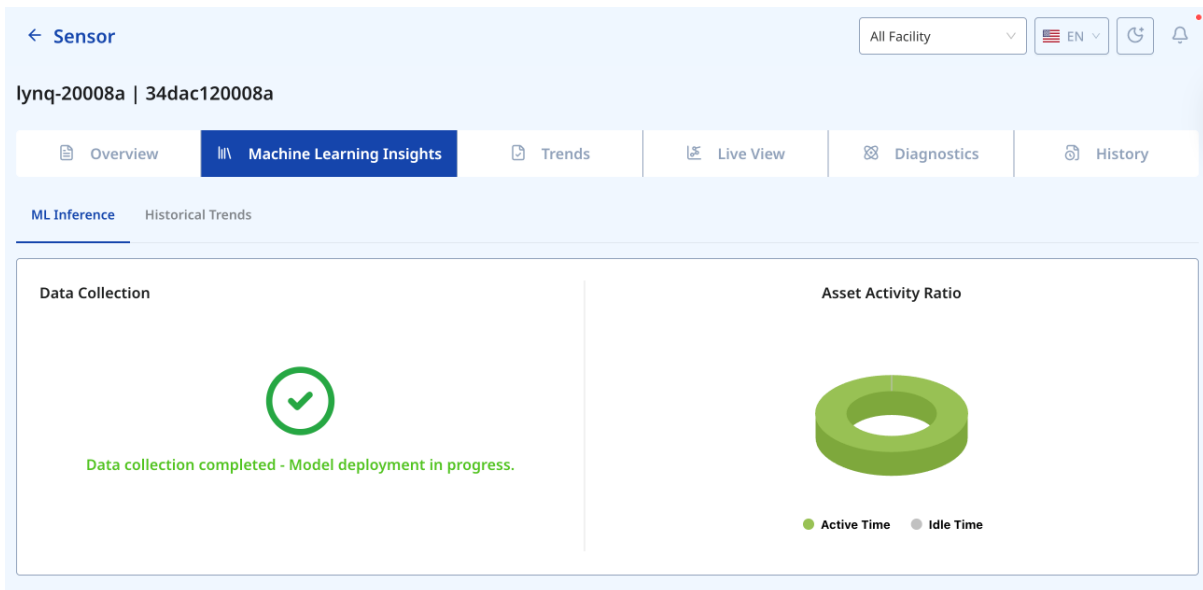 Sensor
All Facility
EN
lynq-20008a | 34dac120008a
Overview
Machine Learning Insights
Trends
Live View
Diagnostics
History
ML Inference
Historical Trends
Data Collection
Data collection completed - Model deployment in progress.
Asset Activity Ratio
Active Time
Idle Time